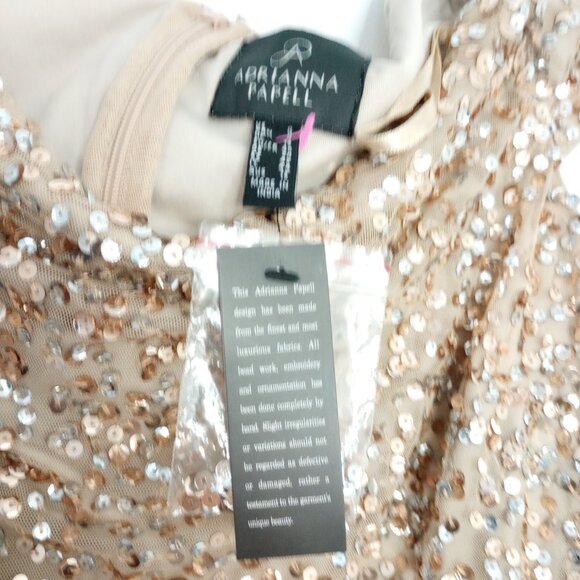 ADRIANNA
PAPELL
MADE IN
INDIA
This Adrianna Papell
design has been made
from the finest and most
luxurious fabrics. All
bead work, embroidery
and ornamentation has
been done completely by
hand. Slight irregularities
or variations should not
be regarded as defective
or damaged, rather a
testament to the garment's
unique beauty.